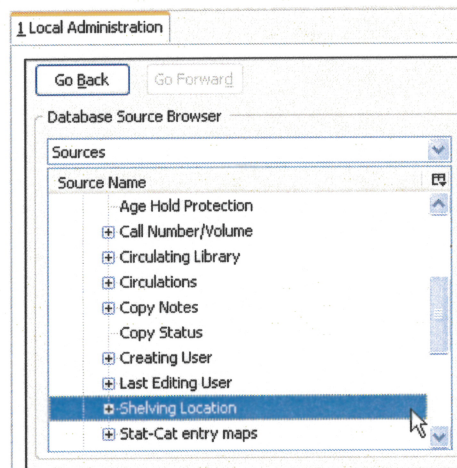 1 Local Administration
Go Back Go Forward
Database Source Browser
Sources
Source Name
Age Hold Protection
Call Number/Volume
Circulating Library
Circulations
Copy Notes
Copy Status
Creating User
Last Editing User
Shelving Location
Stat-Cat entry maps